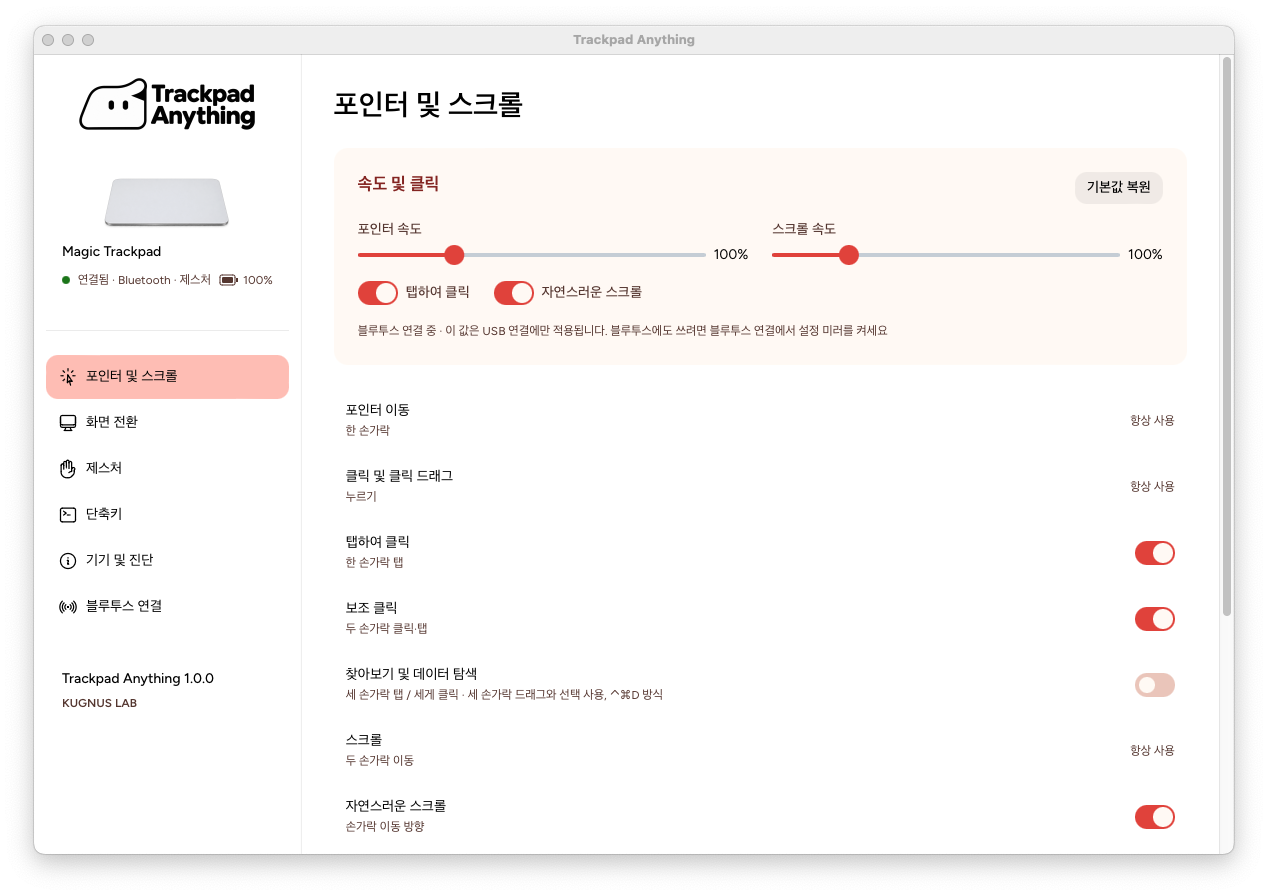 Trackpad Anything
Trackpad
Anything
Magic Trackpad
연결됨 · Bluetooth · 제스처 100%
포인터 및 스크롤
화면 전환
제스처
단축키
기기 및 진단
블루투스 연결
Trackpad Anything 1.0.0
KUGNUS LAB
포인터 및 스크롤
속도 및 클릭
기본값 복원
포인터 속도
100%
스크롤 속도
100%
탭하여 클릭
자연스러운 스크롤
블루투스 연결 중 · 이 값은 USB 연결에만 적용됩니다. 블루투스에도 쓰려면 블루투스 연결에서 설정 미러를 켜세요
포인터 이동
한 손가락
항상 사용
클릭 및 클릭 드래그
누르기
항상 사용
탭하여 클릭
한 손가락 탭
보조 클릭
두 손가락 클릭·탭
찾아보기 및 데이터 탐색
세 손가락 탭 / 세게 클릭 · 세 손가락 드래그와 선택 사용, ^⌘D 방식
스크롤
두 손가락 이동
항상 사용
자연스러운 스크롤
손가락 이동 방향